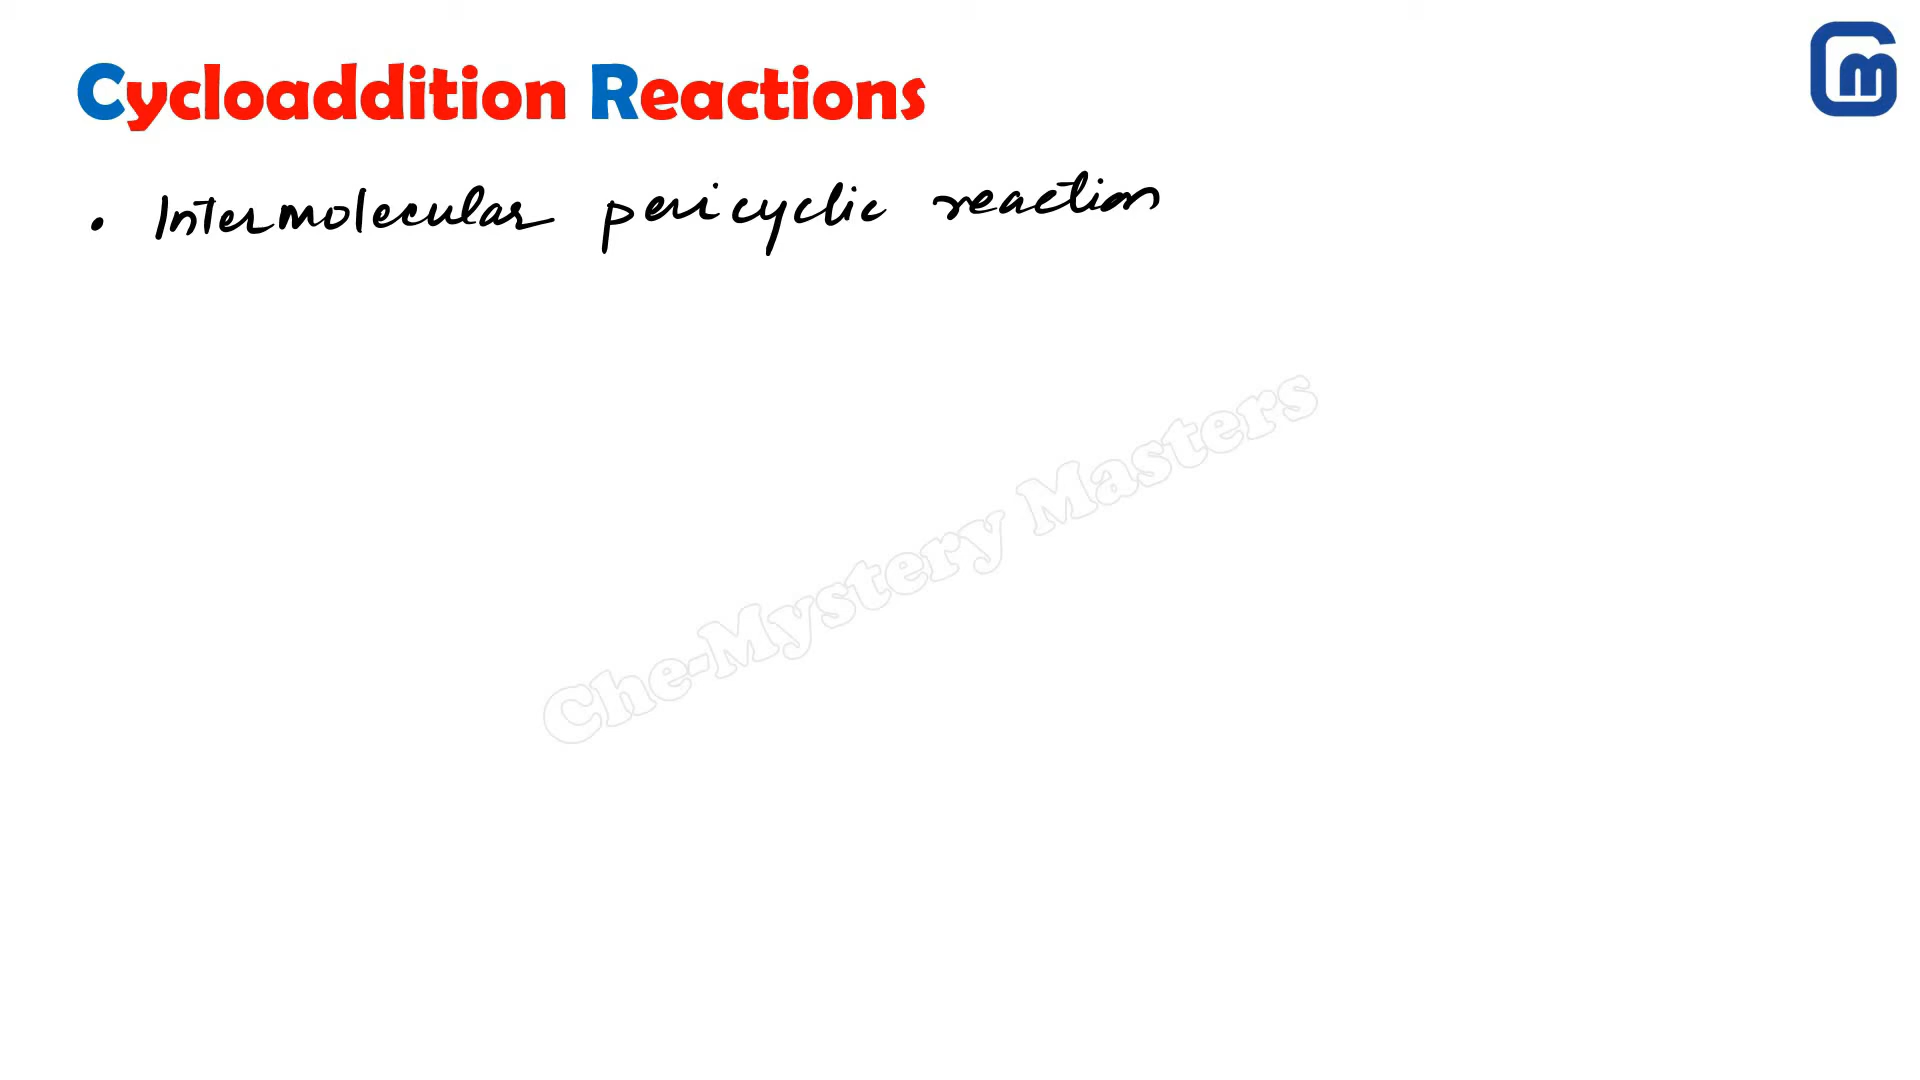 Cycloaddition Reactions
• Intermolecular pericyclic reaction
Che-Mystery Masters